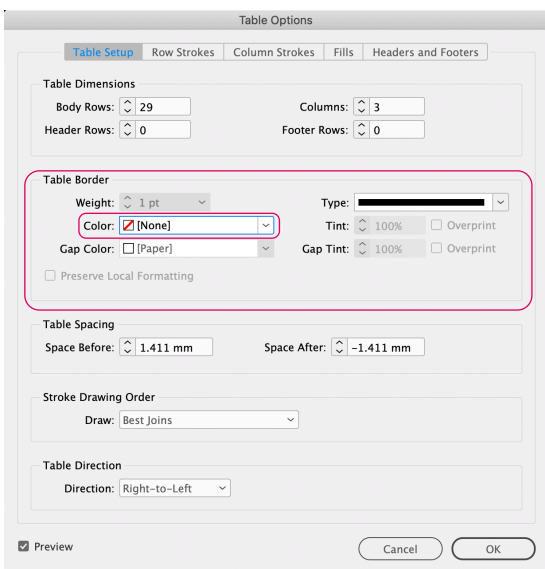 Table Options
Table Setup Row Strokes Column Strokes Fills Headers and Footers
Table Dimensions
Body Rows: 29 Columns: 3
Header Rows: 0 Footer Rows: 0
Table Border
Weight: 1 pt Type:
Color: [None] Tint: 100% Overprint
Gap Color: [Paper] Gap Tint: 100% Overprint
Preserve Local Formatting
Table Spacing
Space Before: 1.411 mm Space After: -1.411 mm
Stroke Drawing Order
Draw: Best Joins
Table Direction
Direction: Right-to-Left
Preview Cancel OK